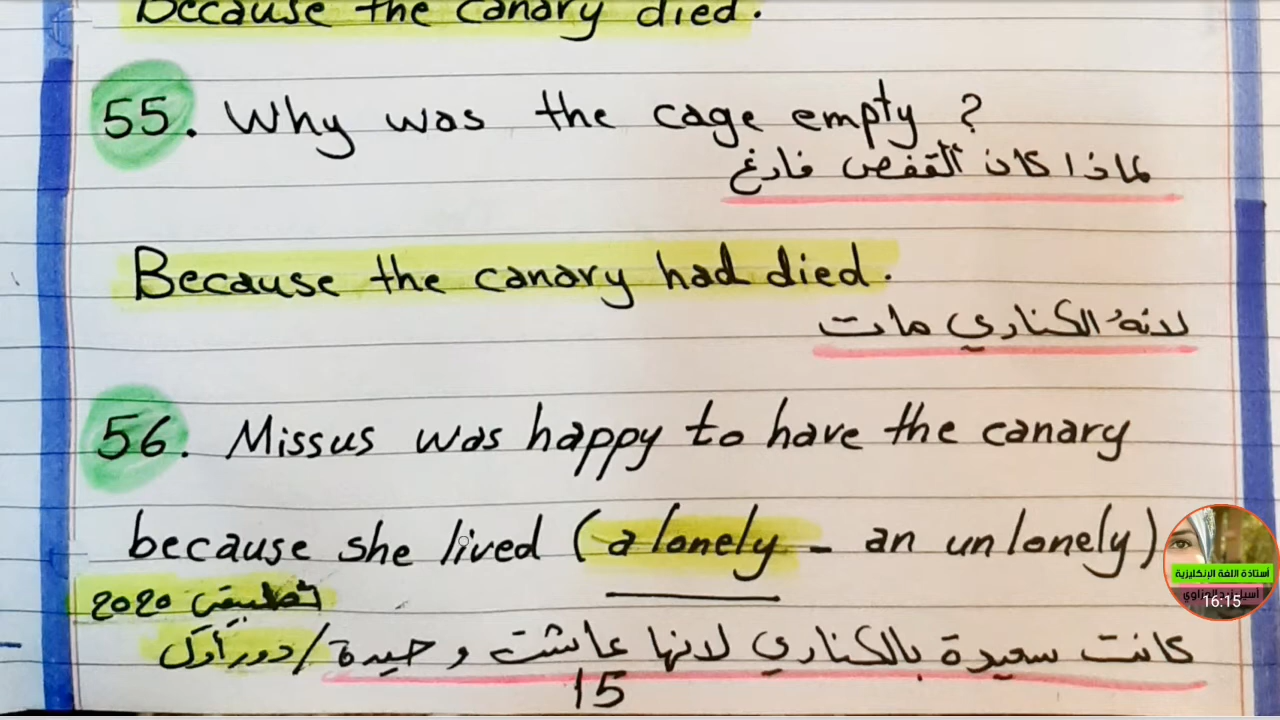 Because the canary died.
55. Why was the cage empty ?
لماذا كان القفص فارغ
Because the canary had died.
لانهُ الكناري مات
56. Missus was happy to have the canary
because she lived (a lonely - an unlonely)
تطبيقي 2020
كانت سعيدة بالكناري لانها عاشت وحيدة / دور اول
15
أستاذة اللغة الإنكليزية
16:15